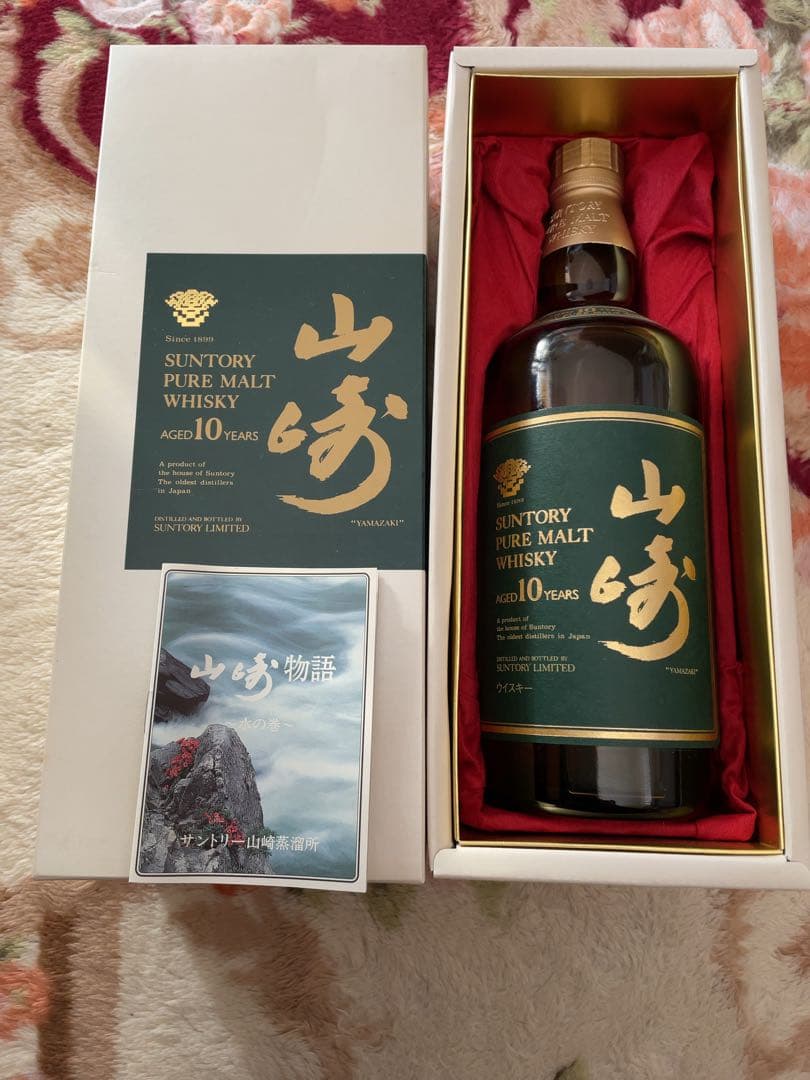 Since 1899
SUNTORY
PURE MALT
WHISKY
AGED 10 YEARS
A product of
the house of Suntory
The oldest distillers
in Japan
DISTILLED AND BOTTLED BY
SUNTORY LIMITED
山崎
"YAMAZAKI"
山崎物語
~水の巻~
サントリー山崎蒸溜所
SUNTORY
PURE MALT
WHISKY
Since 1899
SUNTORY
PURE MALT
WHISKY
AGED 10 YEARS
A product of
the house of Suntory
The oldest distillers in Japan
DISTILLED AND BOTTLED BY
SUNTORY LIMITED
ウイスキー
山崎
"YAMAZAKI"